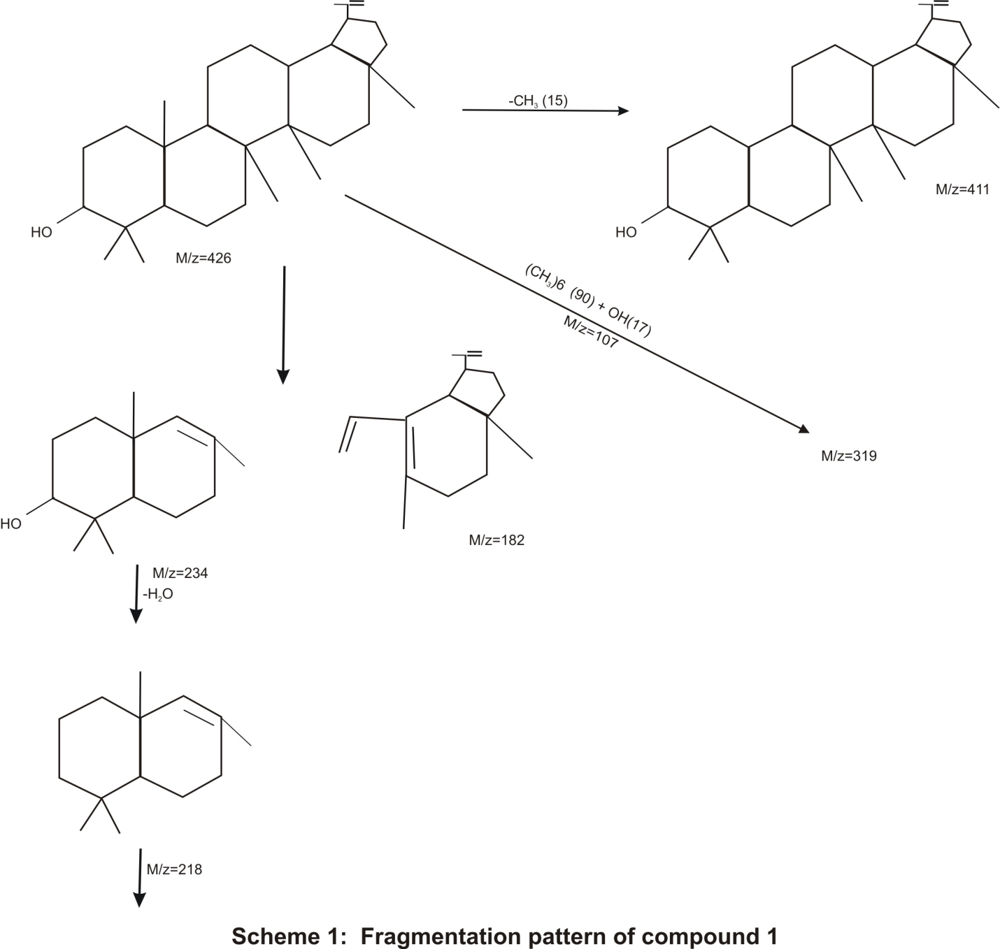 -CH3 (15)
M/z=411
HO
HO
M/z=426
(CH3)6 (90) + OH(17)
M/z=107
M/z=319
HO
M/z=182
M/z=234
-H2O
M/z=218
Scheme 1: Fragmentation pattern of compound 1